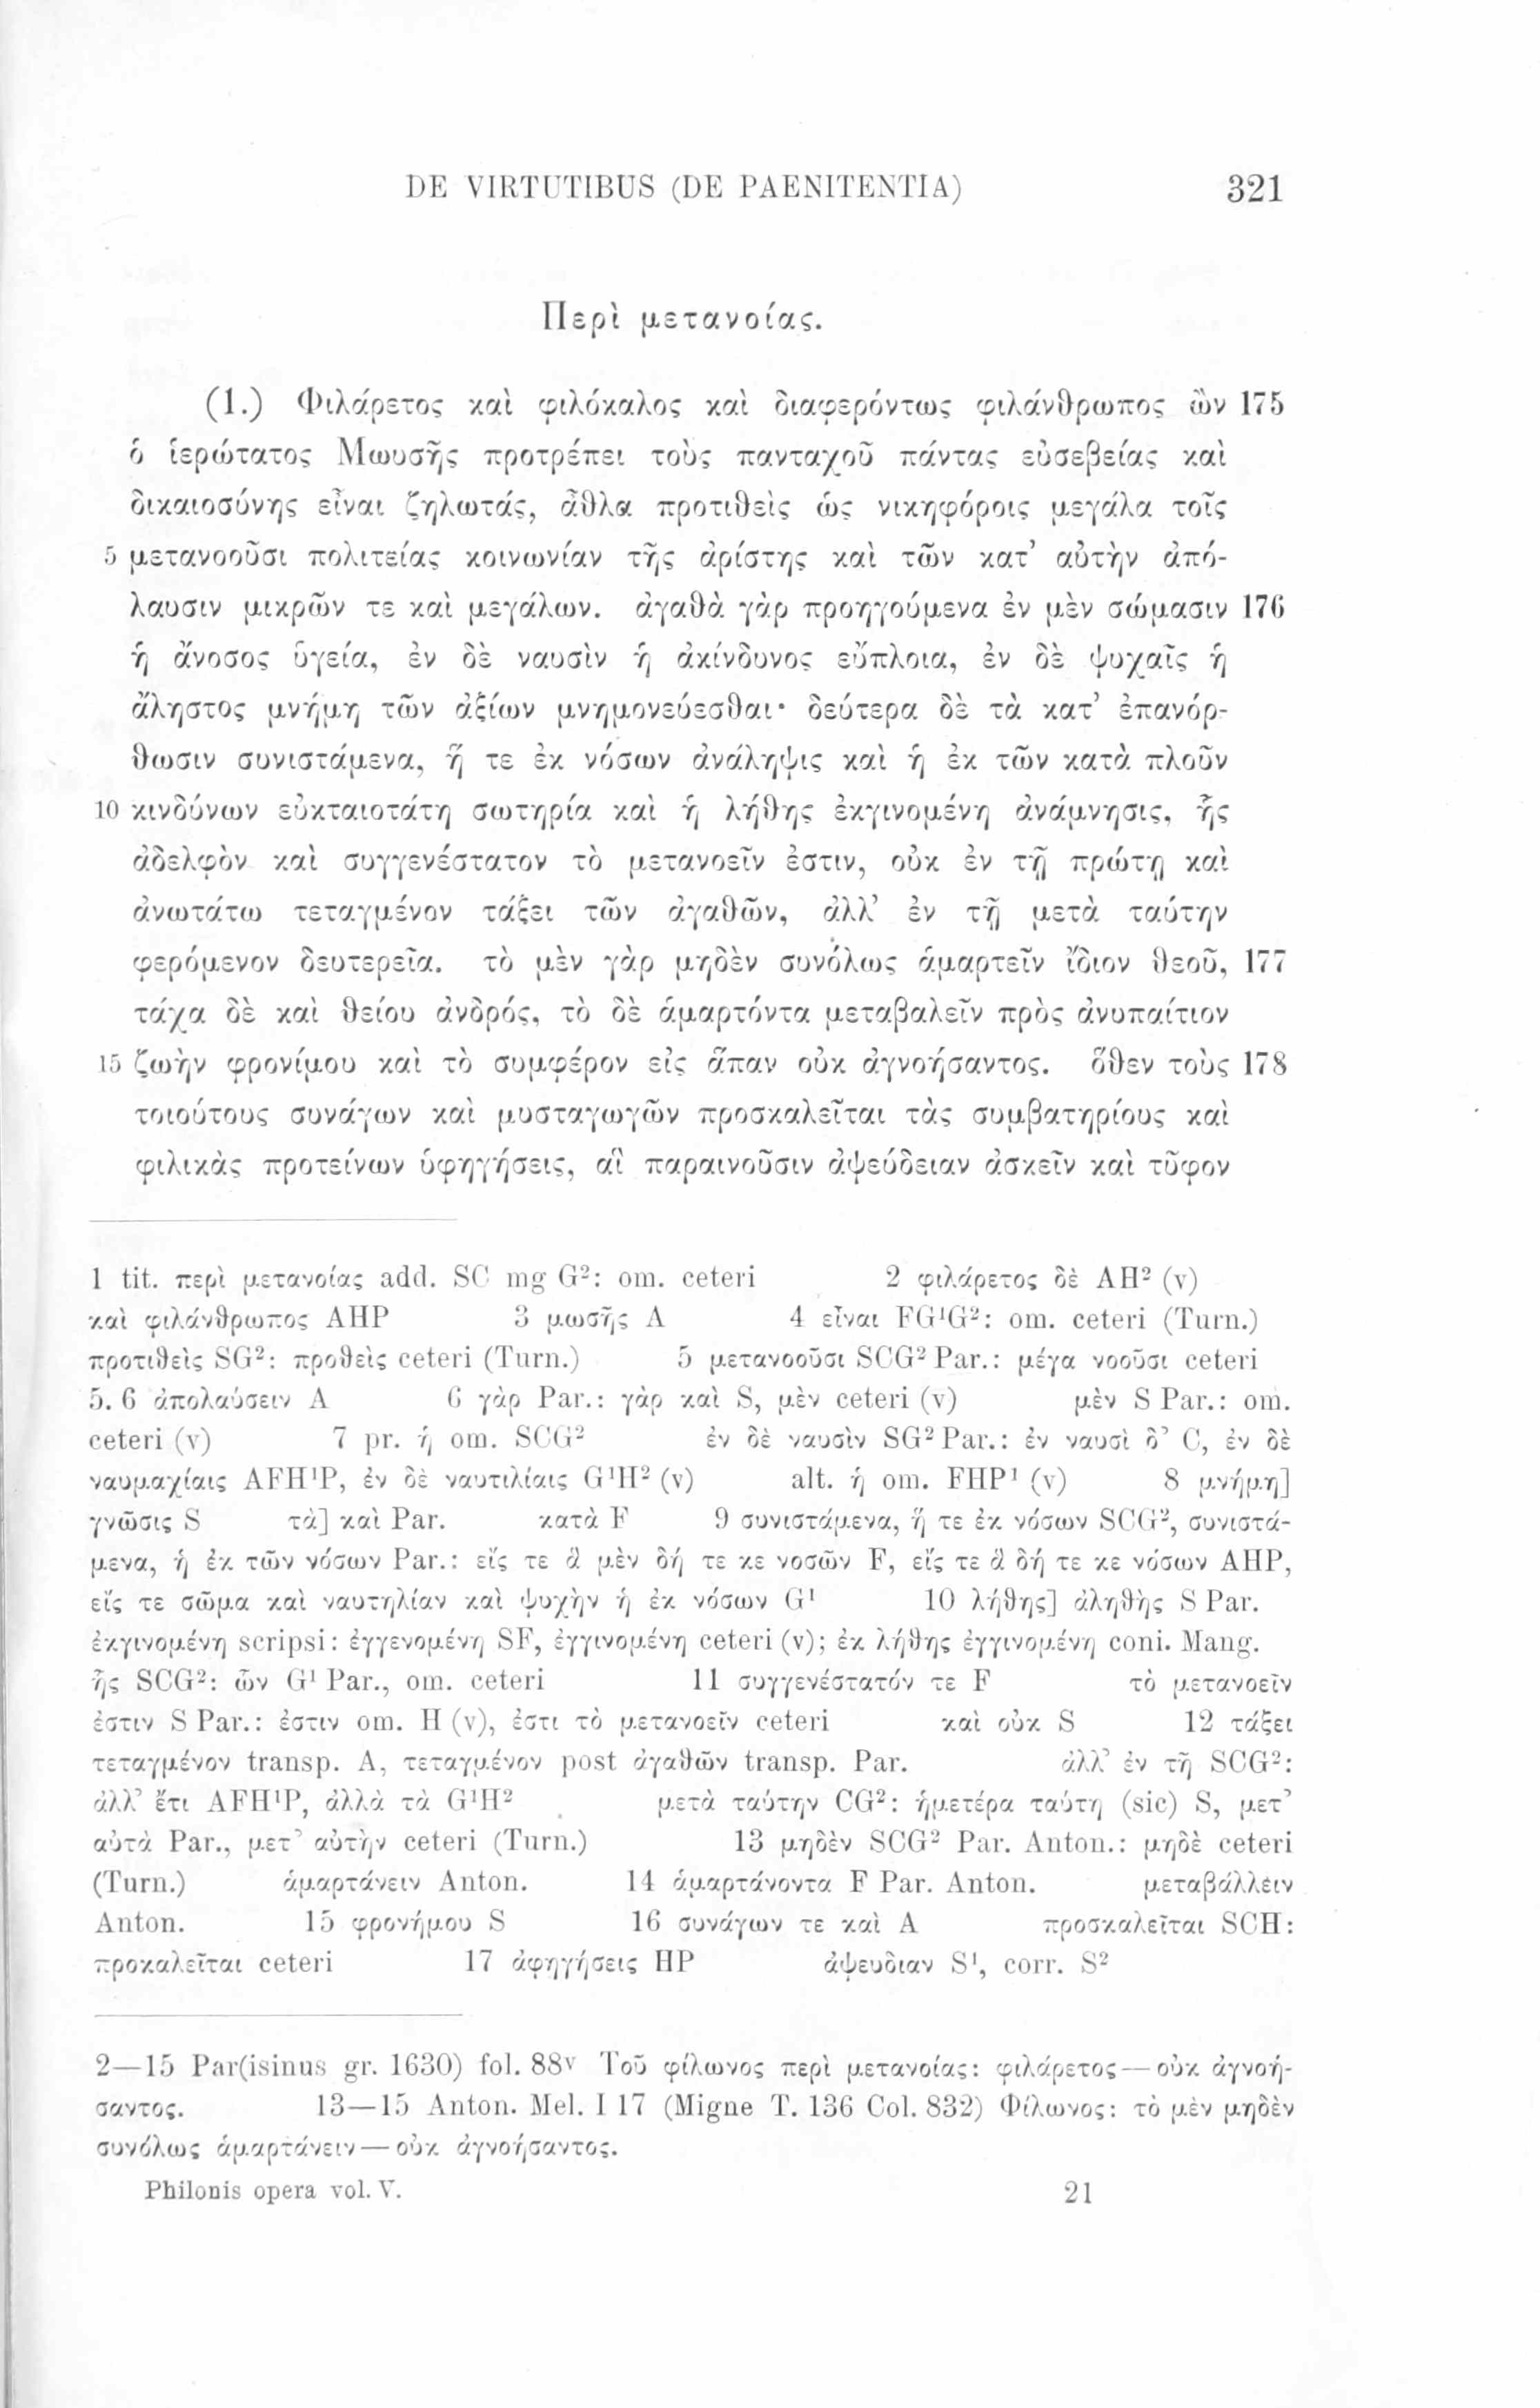 DE VIRTUTIBUS (DE PAENITENTIA) 321
Περὶ μετανοίας.
(1.) Φιλάρετος καὶ φιλόκαλος καὶ διαφερόντως φιλάνθρωπος ὢν 175
ὁ ἱερώτατος Μωυσῆς προτρέπει τοὺς πανταχοῦ πάντας εὐσεβείας καὶ
δικαιοσύνης εἶναι ζηλωτάς, ἆθλα προτιθεὶς ὡς νικηφόροις μεγάλα τοῖς
5 μετανοοῦσι πολιτείας κοινωνίαν τῆς ἀρίστης καὶ τῶν κατ’ αὐτὴν ἀπό-
λαυσιν μικρῶν τε καὶ μεγάλων. ἀγαθὰ γὰρ προηγούμενα ἐν μὲν σώμασιν 176
ἡ ἄνοσος ὑγεία, ἐν δὲ ναυσὶν ἡ ἀκίνδυνος εὔπλοια, ἐν δὲ ψυχαῖς ἡ
ἄληστος μνήμη τῶν ἀξίων μνημονεύεσθαι· δεύτερα δὲ τὰ κατ’ ἐπανόρ-
θωσιν συνιστάμενα, ἥ τε ἐκ νόσων ἀνάληψις καὶ ἡ ἐκ τῶν κατὰ πλοῦν
10 κινδύνων εὐκταιοτάτη σωτηρία καὶ ἡ λήθης ἐκγινομένη ἀνάμνησις, ἧς
ἀδελφὸν καὶ συγγενέστατον τὸ μετανοεῖν ἐστιν, οὐκ ἐν τῇ πρώτῃ καὶ
ἀνωτάτω τεταγμένον τάξει τῶν ἀγαθῶν, ἀλλ’ ἐν τῇ μετὰ ταύτην
φερόμενον δευτερεῖα. τὸ μὲν γὰρ μηδὲν συνόλως ἁμαρτεῖν ἴδιον θεοῦ, 177
τάχα δὲ καὶ θείου ἀνδρός, τὸ δὲ ἁμαρτόντα μεταβαλεῖν πρὸς ἀνυπαίτιον
15 ζωὴν φρονίμου καὶ τὸ συμφέρον εἰς ἅπαν οὐκ ἀγνοήσαντος. ὅθεν τοὺς 178
τοιούτους συνάγων καὶ μυσταγωγῶν προσκαλεῖται τὰς συμβατηρίους καὶ
φιλικὰς προτείνων ὑφηγήσεις, αἳ παραινοῦσιν ἀψεύδειαν ἀσκεῖν καὶ τῦφον
1 tit. περὶ μετανοίας add. SC mg G²: om. ceteri 2 φιλάρετος δὲ AH² (v)
καὶ φιλάνθρωπος AHP 3 μωσῆς A 4 εἶναι FG¹G²: om. ceteri (Turn.)
προτιθεὶς SG²: προθεὶς ceteri (Turn.) 5 μετανοοῦσι SCG² Par.: μέγα νοοῦσι ceteri
5. 6 ἀπολαύσειν A 6 γὰρ Par.: γὰρ καὶ S, μὲν ceteri (v) μὲν S Par.: om.
ceteri (v) 7 pr. ἡ om. SCG² ἐν δὲ ναυσὶν SG² Par.: ἐν ναυσὶ δ’ C, ἐν δὲ
ναυμαχίαις AFH¹P, ἐν δὲ ναυτιλίαις G¹H² (v) alt. ἡ om. FHP¹ (v) 8 μνήμη]
γνῶσις S τὰ] καὶ Par. κατὰ F 9 συνιστάμενα, ἥ τε ἐκ νόσων SCG², συνιστά-
μενα, ἡ ἐκ τῶν νόσων Par.: εἴς τε ἃ μὲν δή τε κε νοσῶν F, εἴς τε ἃ δή τε κε νόσων AHP,
εἴς τε σῶμα καὶ ναυτηλίαν καὶ ψυχὴν ἡ ἐκ νόσων G¹ 10 λήθης] ἀληθὴς S Par.
ἐκγινομένη scripsi: ἐγγενομένη SF, ἐγγινομένη ceteri (v); ἐκ λήθης ἐγγινομένη coni. Mang.
ἧς SCG²: ὧν G¹ Par., om. ceteri 11 συγγενέστατόν τε F τὸ μετανοεῖν
ἐστιν S Par.: ἐστιν om. H (v), ἐστι τὸ μετανοεῖν ceteri καὶ οὐκ S 12 τάξει
τεταγμένον transp. A, τεταγμένον post ἀγαθῶν transp. Par. ἀλλ’ ἐν τῇ SCG²:
ἀλλ’ ἔτι AFH¹P, ἀλλὰ τὰ G¹H² μετὰ ταύτην CG²: ἡμετέρα ταύτη (sic) S, μετ’
αὐτὰ Par., μετ’ αὐτὴν ceteri (Turn.) 13 μηδὲν SCG² Par. Anton.: μηδὲ ceteri
(Turn.) ἁμαρτάνειν Anton. 14 ἁμαρτάνοντα F Par. Anton. μεταβάλλειν
Anton. 15 φρονήμου S 16 συνάγων τε καὶ A προσκαλεῖται SCH:
προκαλεῖται ceteri 17 ἀφηγήσεις HP ἀψευδιαν S¹, corr. S²
2—15 Par(isinus gr. 1630) fol. 88v Τοῦ φίλωνος περὶ μετανοίας: φιλάρετος — οὐκ ἀγνοή-
σαντος. 13—15 Anton. Mel. I 17 (Migne T. 136 Col. 832) Φίλωνος: τὸ μὲν μηδὲν
συνόλως ἁμαρτάνειν — οὐκ ἀγνοήσαντος.
Philonis opera vol. V. 21